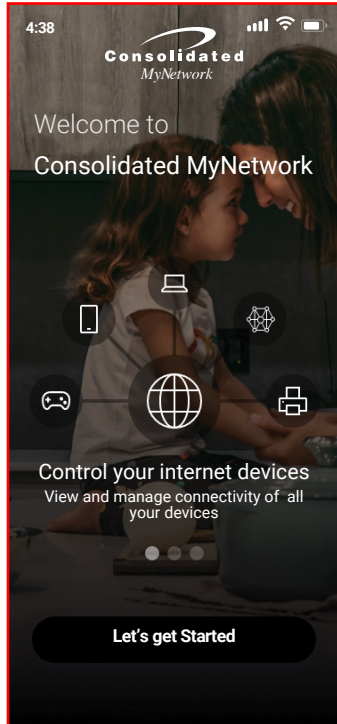 4:38
Consolidated
MyNetwork
Welcome to
Consolidated MyNetwork
Control your internet devices
View and manage connectivity of all
your devices
Let's get Started